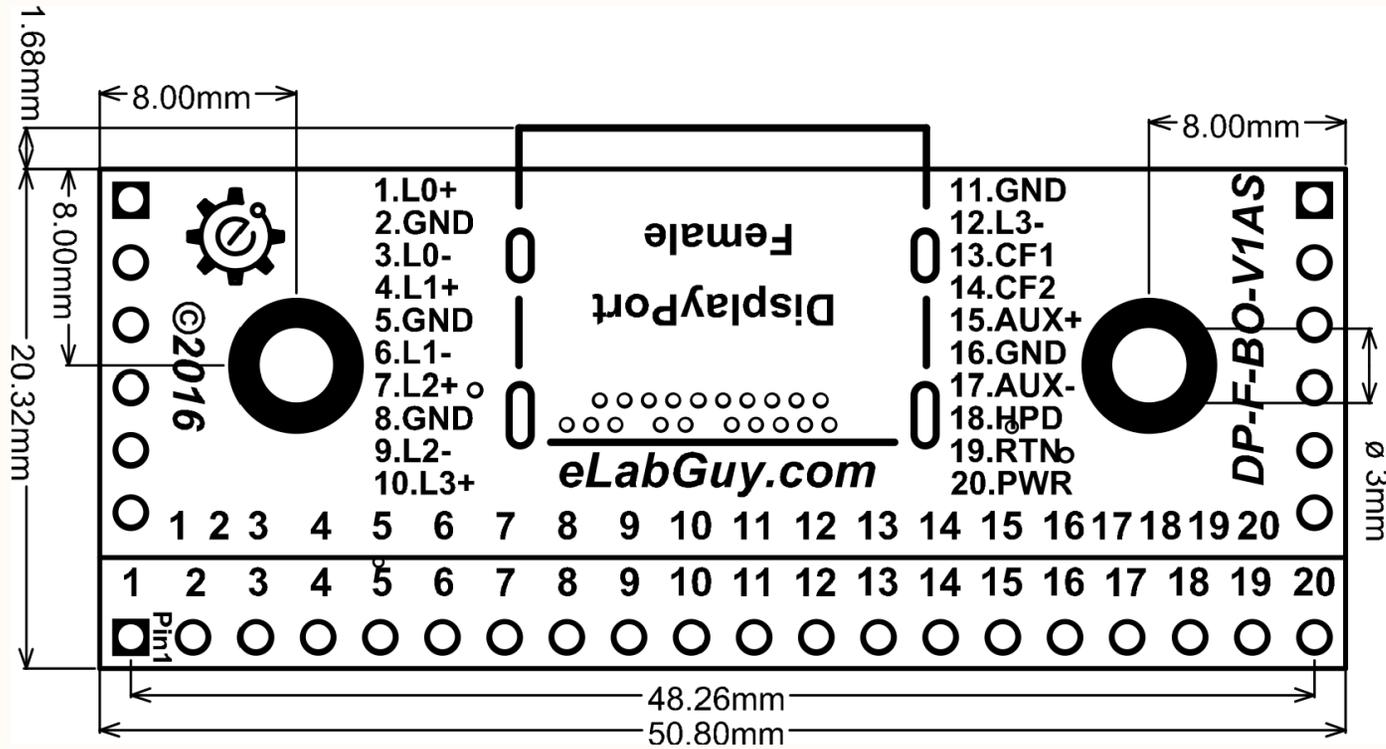 1.68mm
8.00mm
8.00mm
8.00mm
20.32mm
©2016
1.L0+
2.GND
3.L0-
4.L1+
5.GND
6.L1-
7.L2+
8.GND
9.L2-
10.L3+
Female
DisplayPort
eLabGuy.com
11.GND
12.L3-
13.CF1
14.CF2
15.AUX+
16.GND
17.AUX-
18.HPD
19.RTN
20.PWR
DP-F-BO-V1AS
ø 3mm
1 2 3 4 5 6 7 8 9 10 11 12 13 14 15 16 17 18 19 20
1 2 3 4 5 6 7 8 9 10 11 12 13 14 15 16 17 18 19 20
Pin1
48.26mm
50.80mm